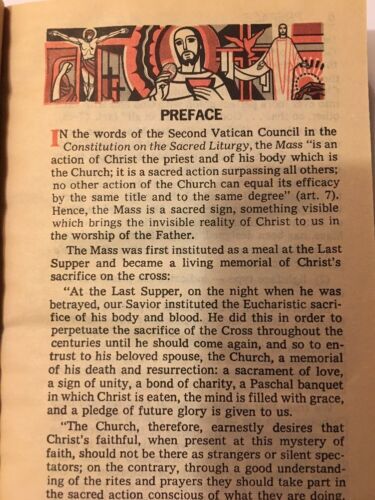 PREFACE
IN the words of the Second Vatican Council in the
Constitution on the Sacred Liturgy, the Mass "is
an action of Christ the priest and of his body which is
the Church; it is a sacred action surpassing all others;
no other action of the Church can equal its efficacy
by the same title and to the same degree" (art. 7).
Hence, the Mass is a sacred sign, something visible
which brings the invisible reality of Christ to us in
the worship of the Father.
The Mass was first instituted as a meal at the Last
Supper and became a living memorial of Christ's
sacrifice on the cross:
"At the Last Supper, on the night when he was
betrayed, our Savior instituted the Eucharistic sacri-
fice of his body and blood. He did this in order to
perpetuate the sacrifice of the Cross throughout the
centuries until he should come again, and so to en-
trust to his beloved spouse, the Church, a memorial
of his death and resurrection: a sacrament of love,
a sign of unity, a bond of charity, a Paschal banquet
in which Christ is eaten, the mind is filled with grace,
and a pledge of future glory is given to us.
"The Church, therefore, earnestly desires that
Christ's faithful, when present at this mystery of
faith, should not be there as strangers or silent spec-
tators; on the contrary, through a good understand-
ing of the rites and prayers they should take part in
the sacred action conscious of what they are doing,